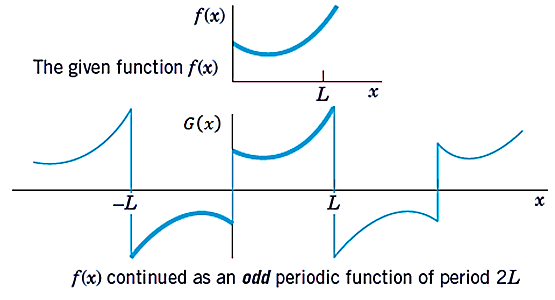 f(x)
The given function f(x)
L x
G(x)
–L L x
f(x) continued as an odd periodic function of period 2L